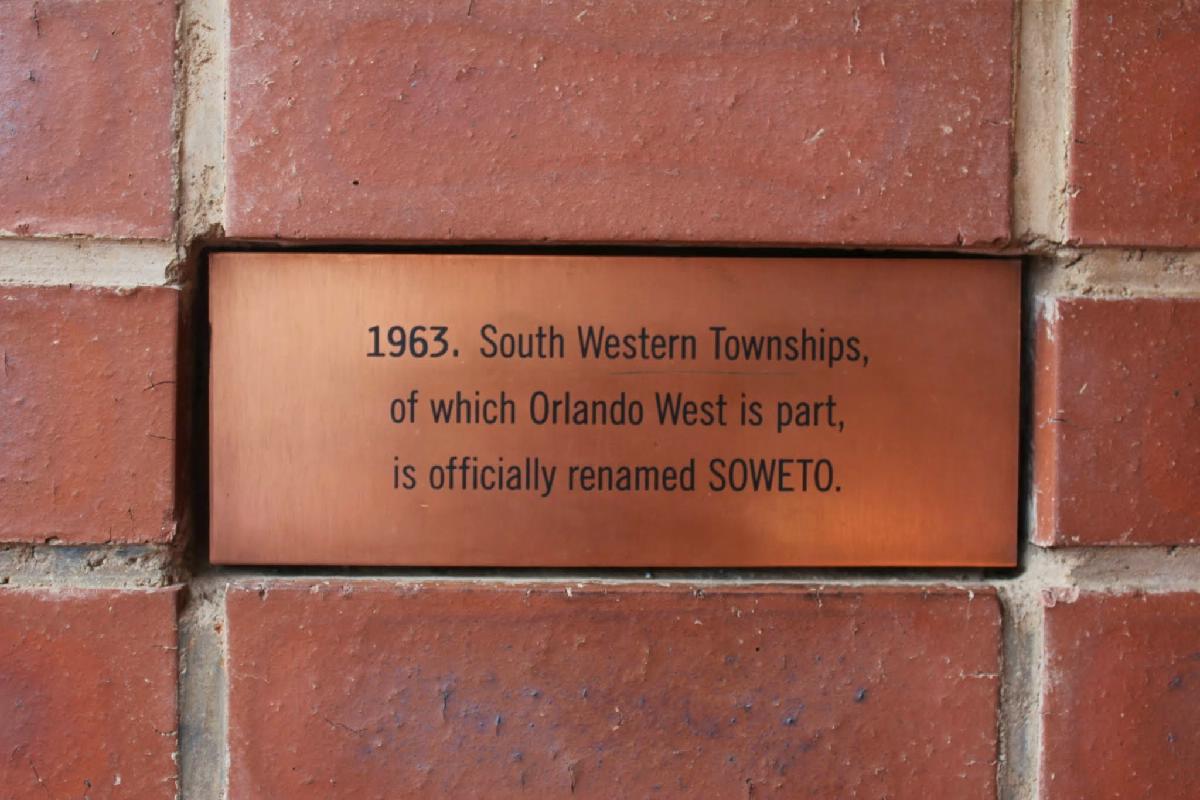 1963. South Western Townships,
of which Orlando West is part,
is officially renamed SOWETO.